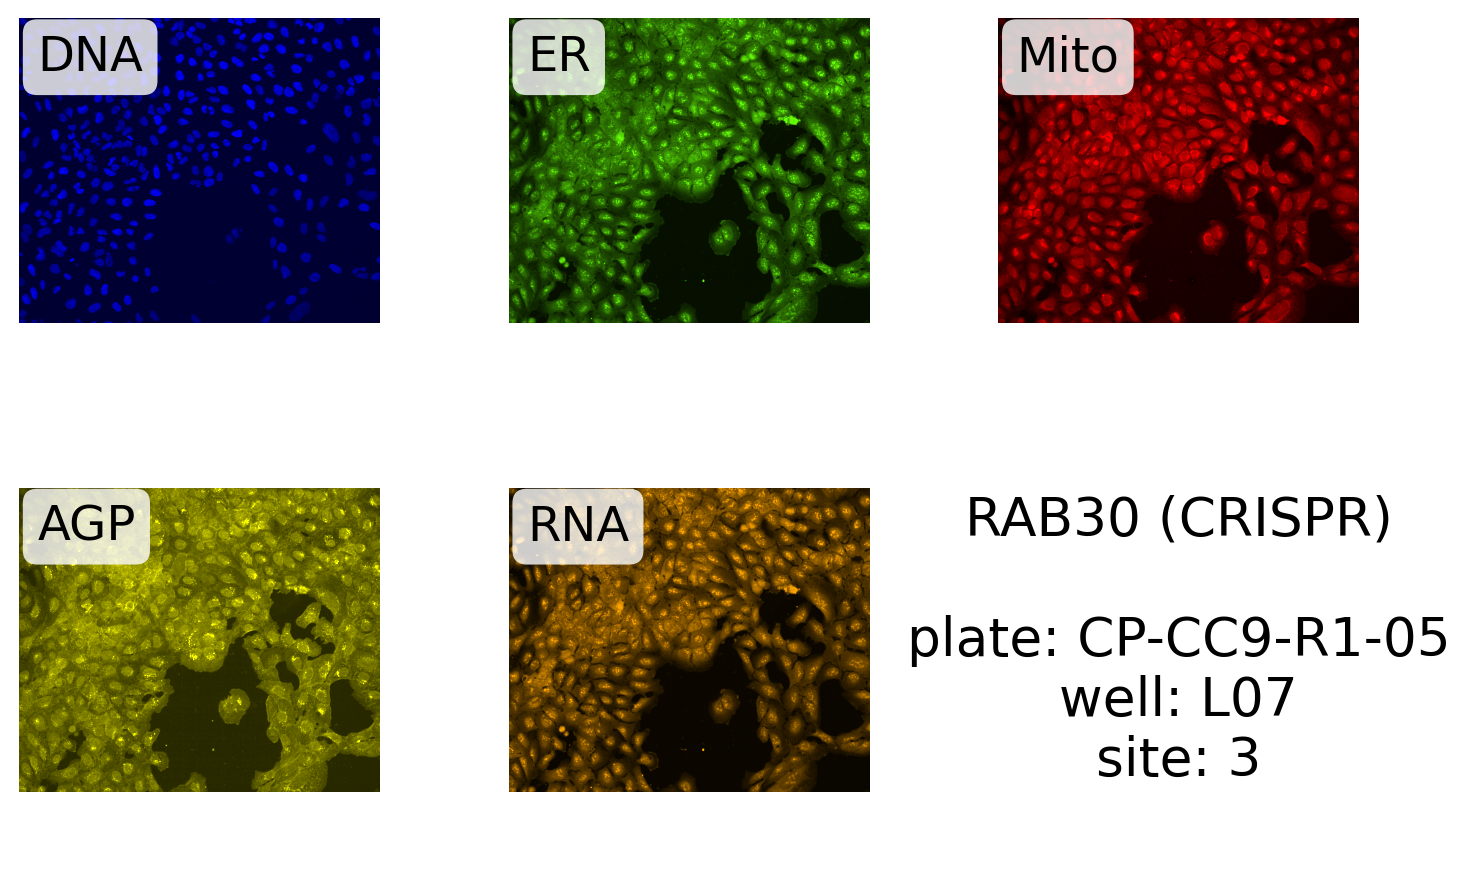 DNA
ER
Mito
AGP
RNA
RAB30 (CRISPR)
plate: CP-CC9-R1-05
well: L07
site: 3